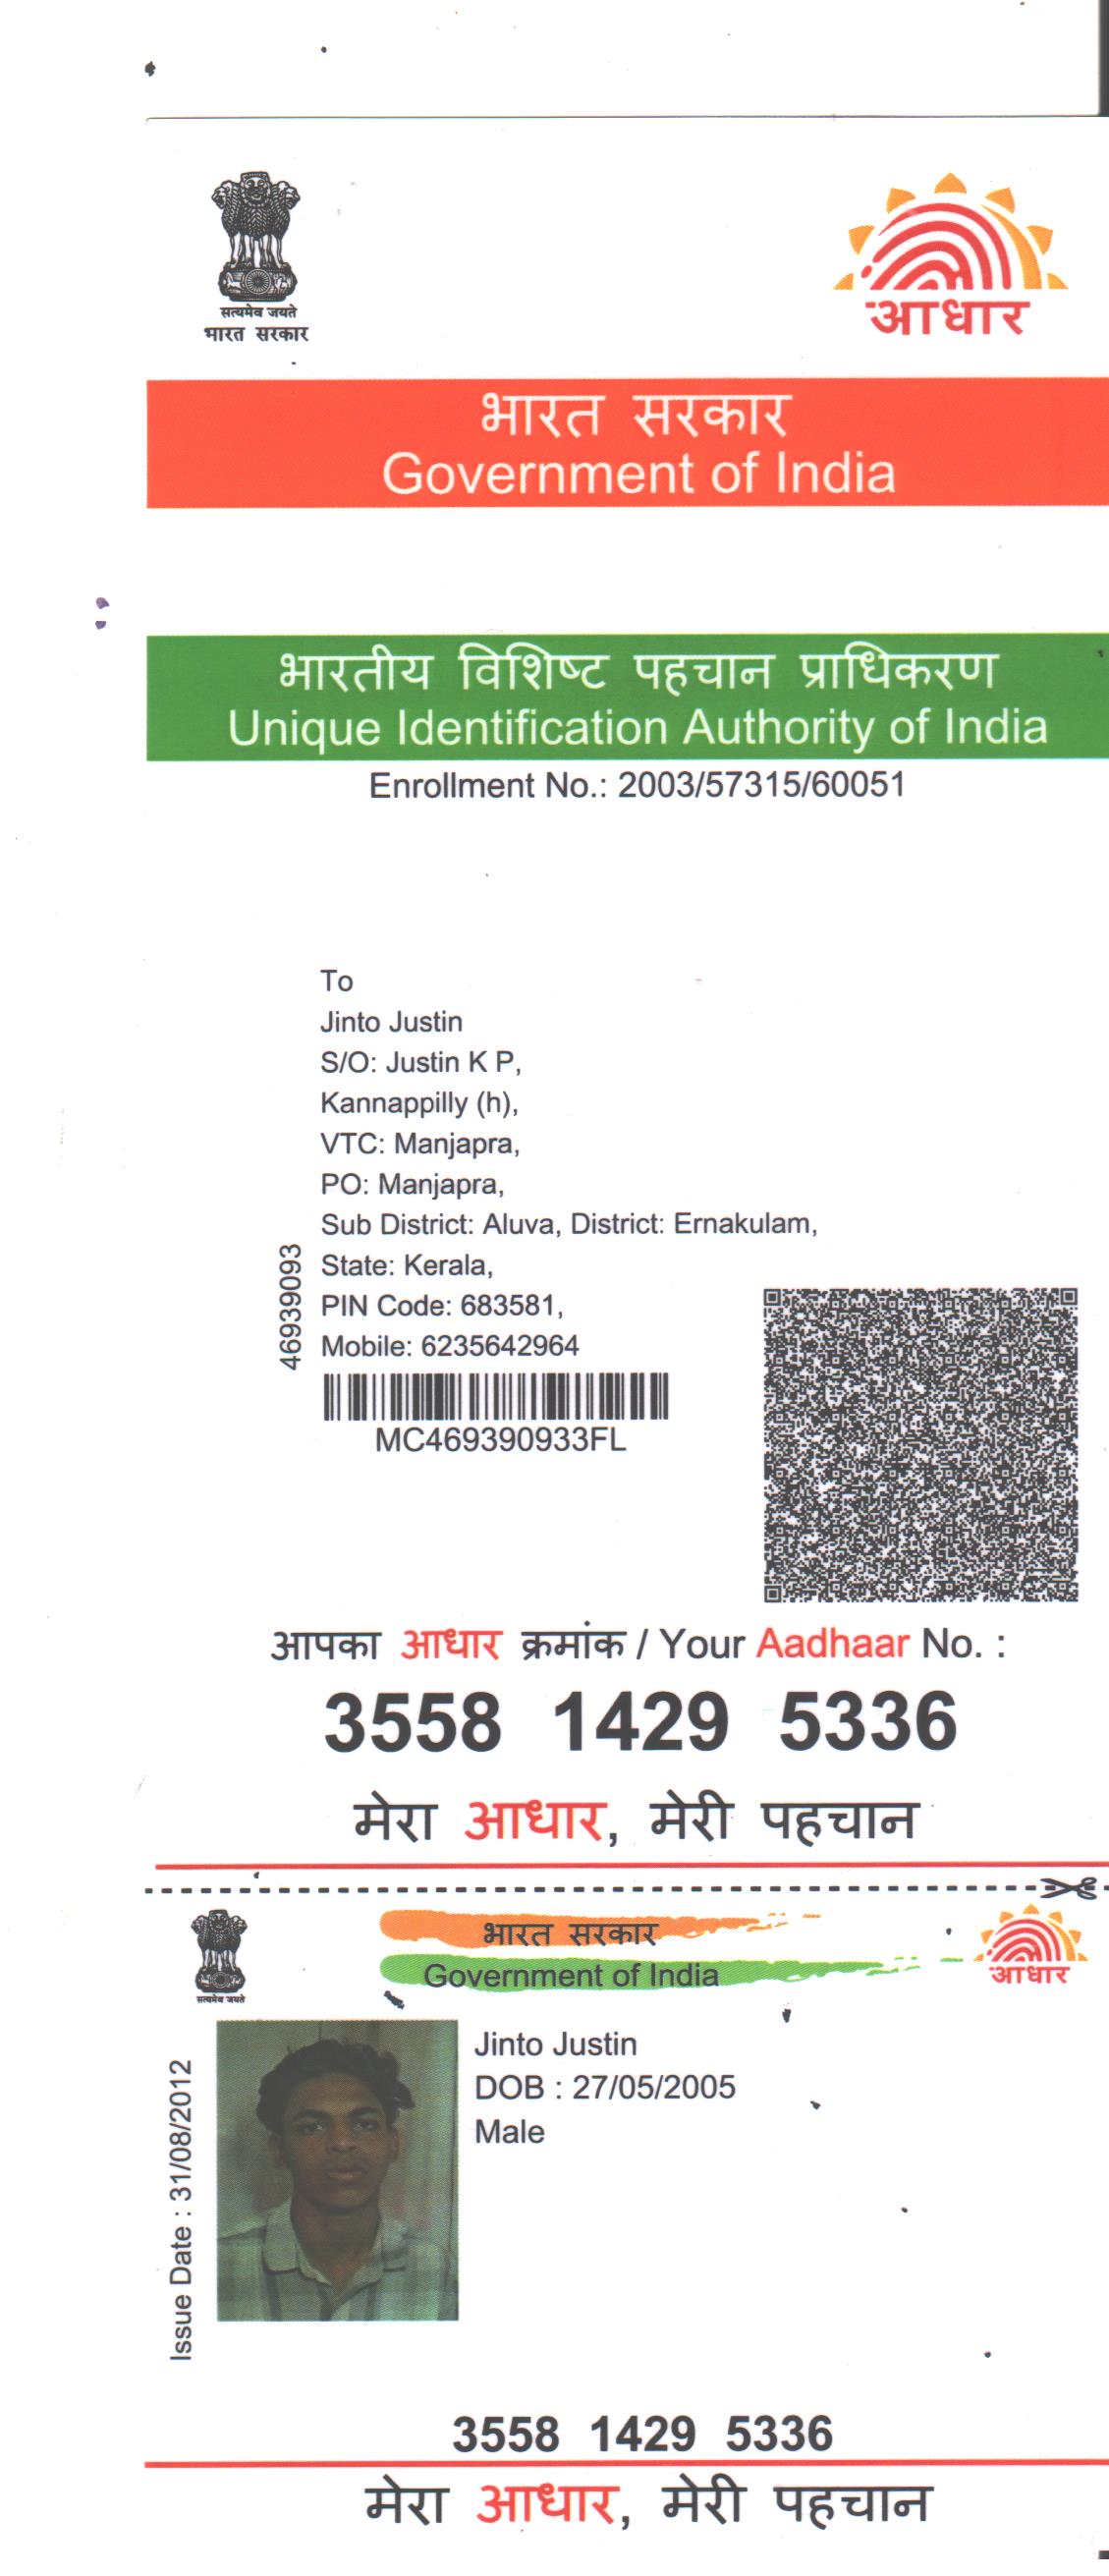 सत्यमेव जयते
भारत सरकार
आधार
भारत सरकार
Government of India
भारतीय विशिष्ट पहचान प्राधिकरण
Unique Identification Authority of India
Enrollment No.: 2003/57315/60051
To
Jinto Justin
S/O: Justin K P,
Kannappilly (h),
VTC: Manjapra,
PO: Manjapra,
Sub District: Aluva, District: Ernakulam,
State: Kerala,
PIN Code: 683581,
Mobile: 6235642964
46939093
MC469390933FL
आपका आधार क्रमांक / Your Aadhaar No. :
3558 1429 5336
मेरा आधार, मेरी पहचान
सत्यमेव जयते
भारत सरकार
Government of India
आधार
Issue Date : 31/08/2012
Jinto Justin
DOB : 27/05/2005
Male
3558 1429 5336
मेरा आधार, मेरी पहचान